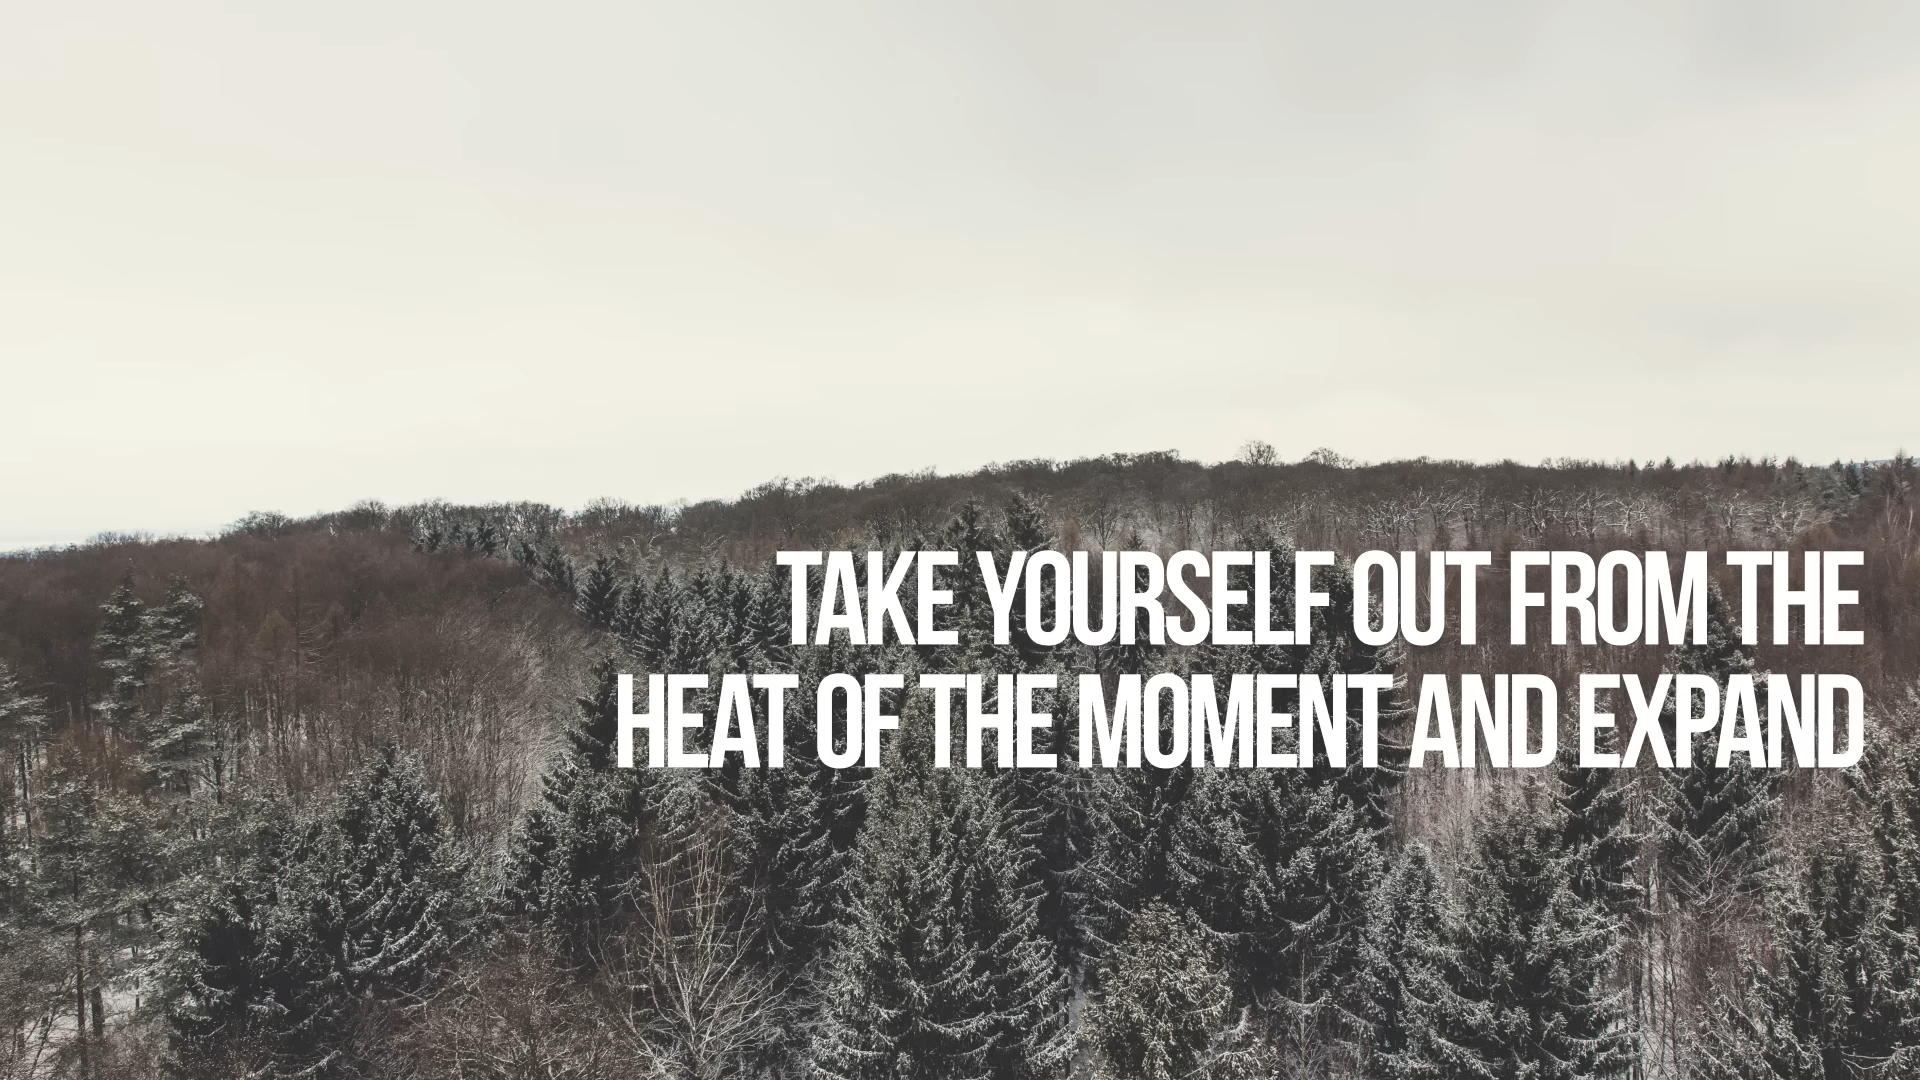 TAKE YOURSELF OUT FROM THE
HEAT OF THE MOMENT AND EXPAND